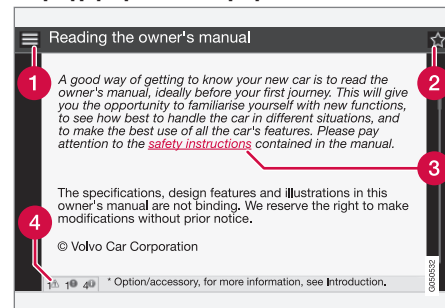 Reading the owner's manual
1
2
A good way of getting to know your new car is to read the
owner's manual, ideally before your first journey. This will give
you the opportunity to familiarise yourself with new functions,
to see how best to handle the car in different situations, and
to make the best use of all the car's features. Please pay
attention to the safety instructions contained in the manual.
3
The specifications, design features and illustrations in this
owner's manual are not binding. We reserve the right to make
modifications without prior notice.
4
© Volvo Car Corporation
1 1 4 * Option/accessory, for more information, see Introduction.
G050532